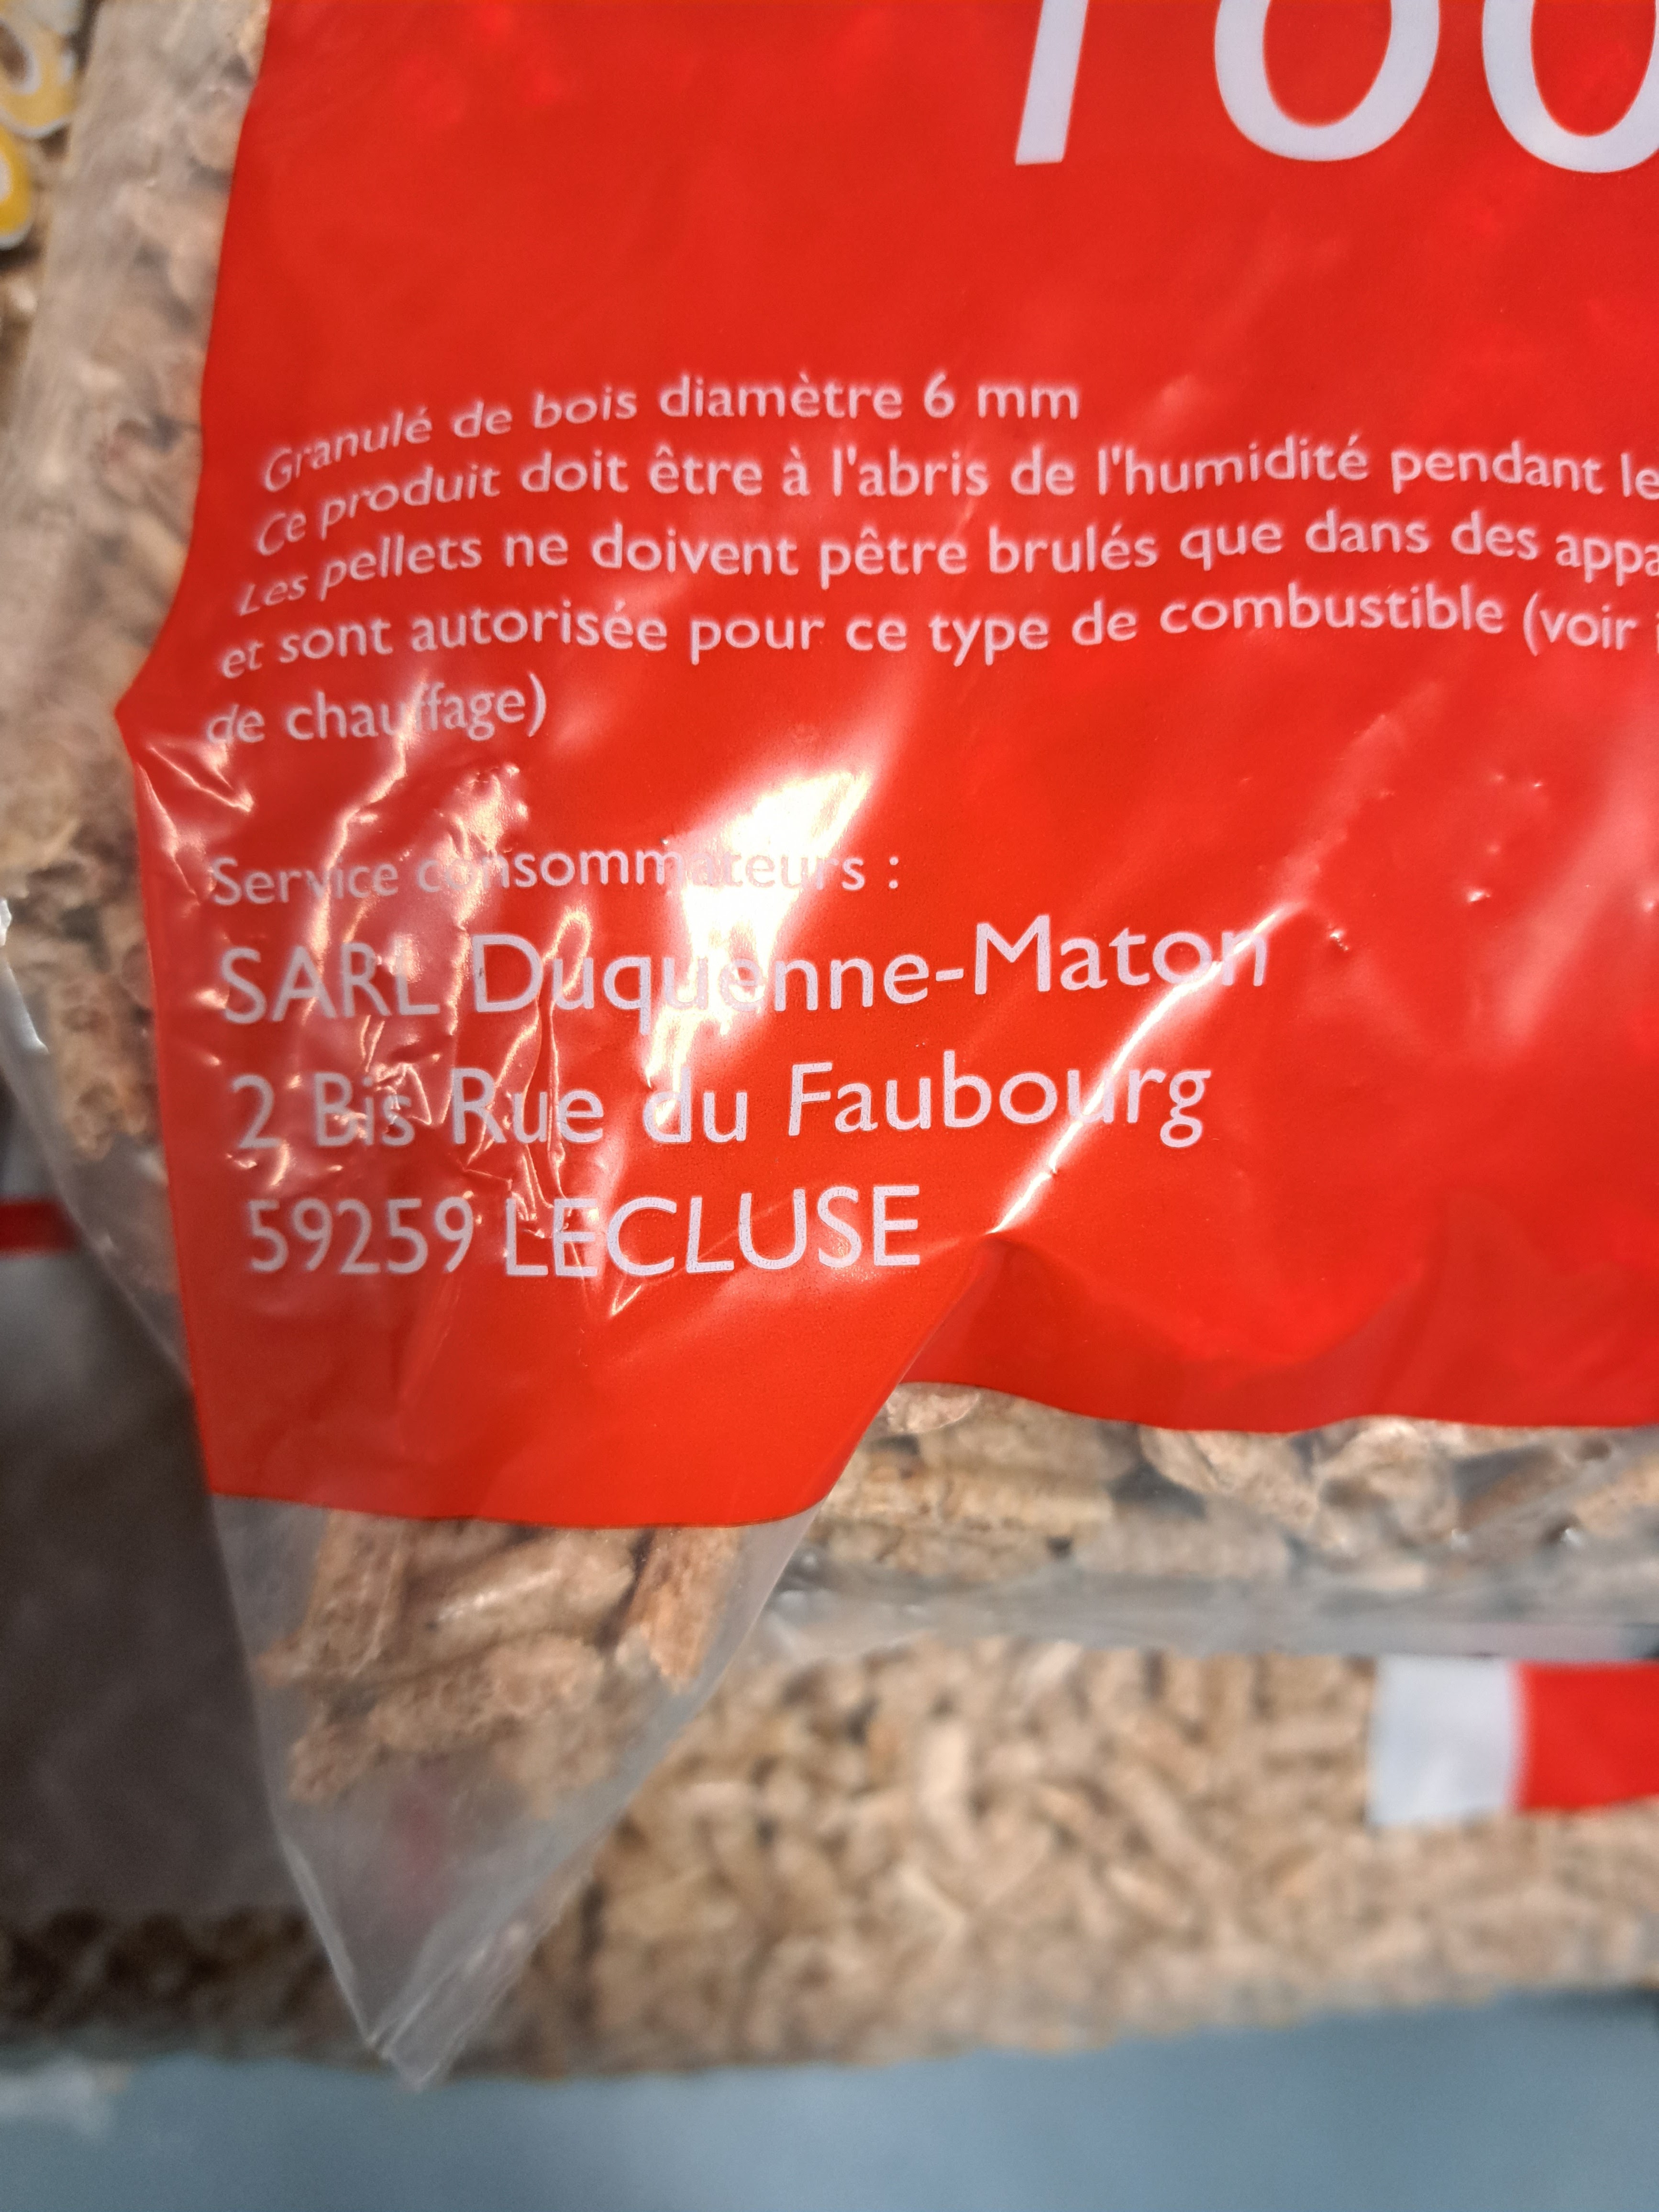 100
Granulé de bois diamètre 6 mm
Ce produit doit être à l'abris de l'humidité pendant le
Les pellets ne doivent pêtre brulés que dans des appa
et sont autorisée pour ce type de combustible (voir
de chauffage)
Service consommateurs :
SARL Duquenne-Maton
2 Bis Rue du Faubourg
59259 LECLUSE